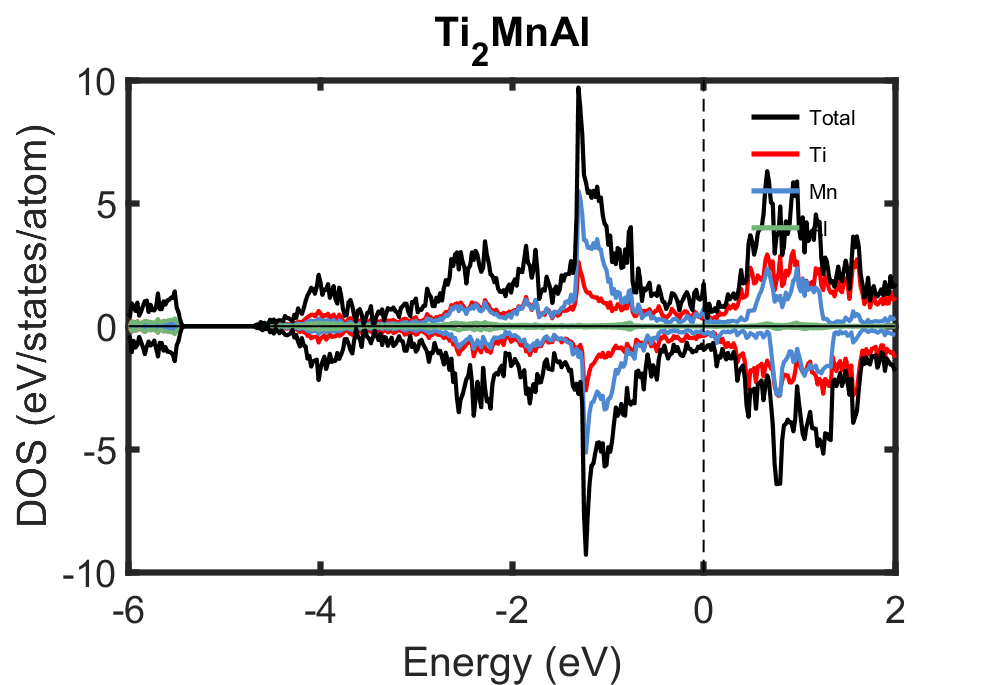 Ti₂MnAl
10
5
0
-5
-10
DOS (eV/states/atom)
Total
Ti
Mn
Al
-6 -4 -2 0 2
Energy (eV)